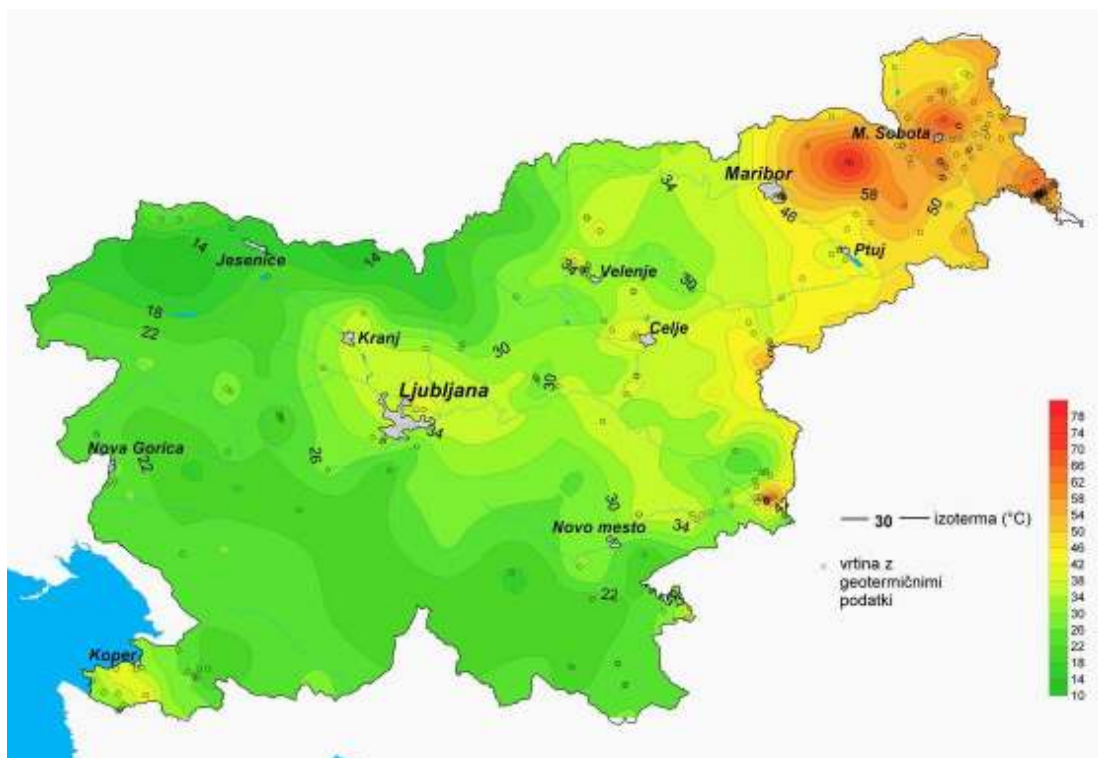 M. Sobota
Maribor
34
58
50
46
Ptuj
14
Jesenice
14
34
Velenje
30
18
22
Kranj
30
Celje
30
Ljubljana
34
Nova Gorica
22
26
30
Novo mesto
34
22
Koper
78
74
70
66
62
58
54
50
46
42
38
34
30
26
22
18
14
10
30 izoterma (°C)
vrtina z
geotermičnimi
podatki